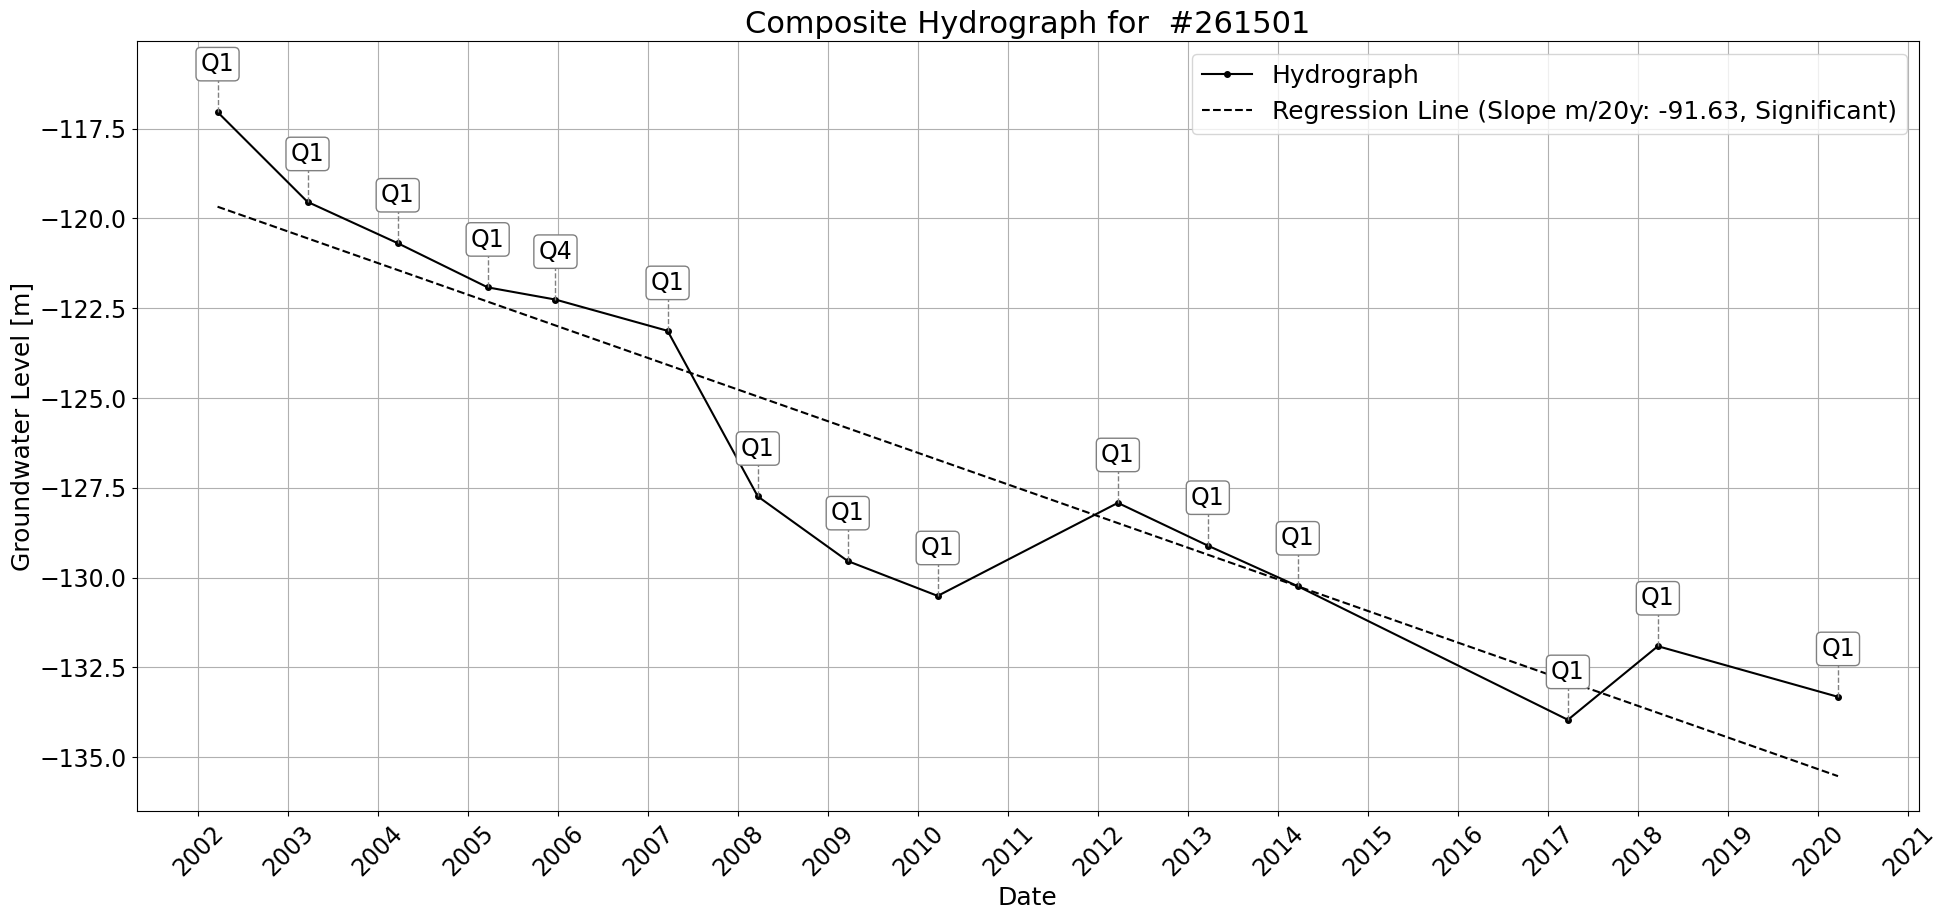 Composite Hydrograph for  #261501
Hydrograph
Regression Line (Slope m/20y: -91.63, Significant)
Q1
Q1
Q1
Q1
Q4
Q1
Q1
Q1
Q1
Q1
Q1
Q1
Q1
Q1
Q1
Groundwater Level [m]
−117.5
−120.0
−122.5
−125.0
−127.5
−130.0
−132.5
−135.0
2002
2003
2004
2005
2006
2007
2008
2009
2010
2011
2012
2013
2014
2015
2016
2017
2018
2019
2020
2021
Date